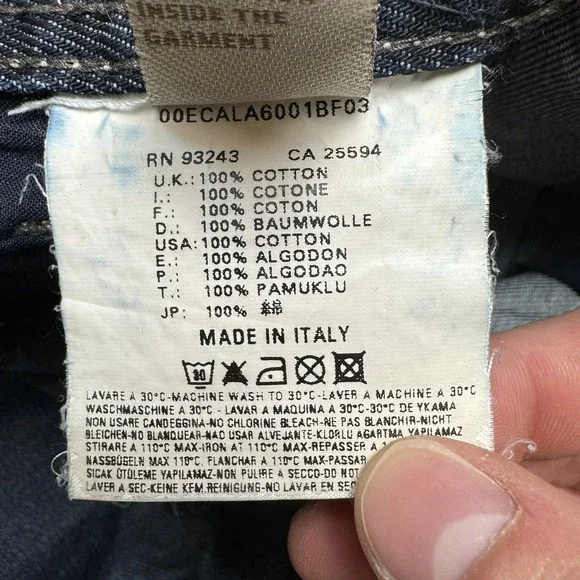 INSIDE THE
GARMENT
00ECALA6001BF03
RN 93243 CA 25594
U.K.: 100% COTTON
I.: 100% COTONE
F.: 100% COTON
D.: 100% BAUMWOLLE
USA: 100% COTTON
E.: 100% ALGODON
P.: 100% ALGODAO
T.: 100% PAMUKLU
JP: 100% 綿
MADE IN ITALY
30
LAVARE A 30°C-MACHINE WASH TO 30°C-LAVER A MACHINE A 30°C
WASCHMASCHINE A 30°C - LAVAR A MAQUINA A 30°C-30°C DE YKAMA
NON USARE CANDEGGINA-NO CHLORINE BLEACH-NE PAS BLANCHIR-NICHT
BLEICHEN-NO BLANQUEAR-NAO USAR ALVEJANTE-KLORLU AGARTMA YAPILAMAZ
STIRARE A 110°C MAX-IRON AT 110°C MAX-REPASSER A
NASSBÜGELN MAX 110°C. PLANCHAR A 110°C MAX-PASSAR
SICAK ÜTÜLEME YAPILAMAZ-NON PULIRE A SECCO-DO NOT
LAVER A SEC-KEINE KEM.REINIGUNG-NO LAVAR EN SEC